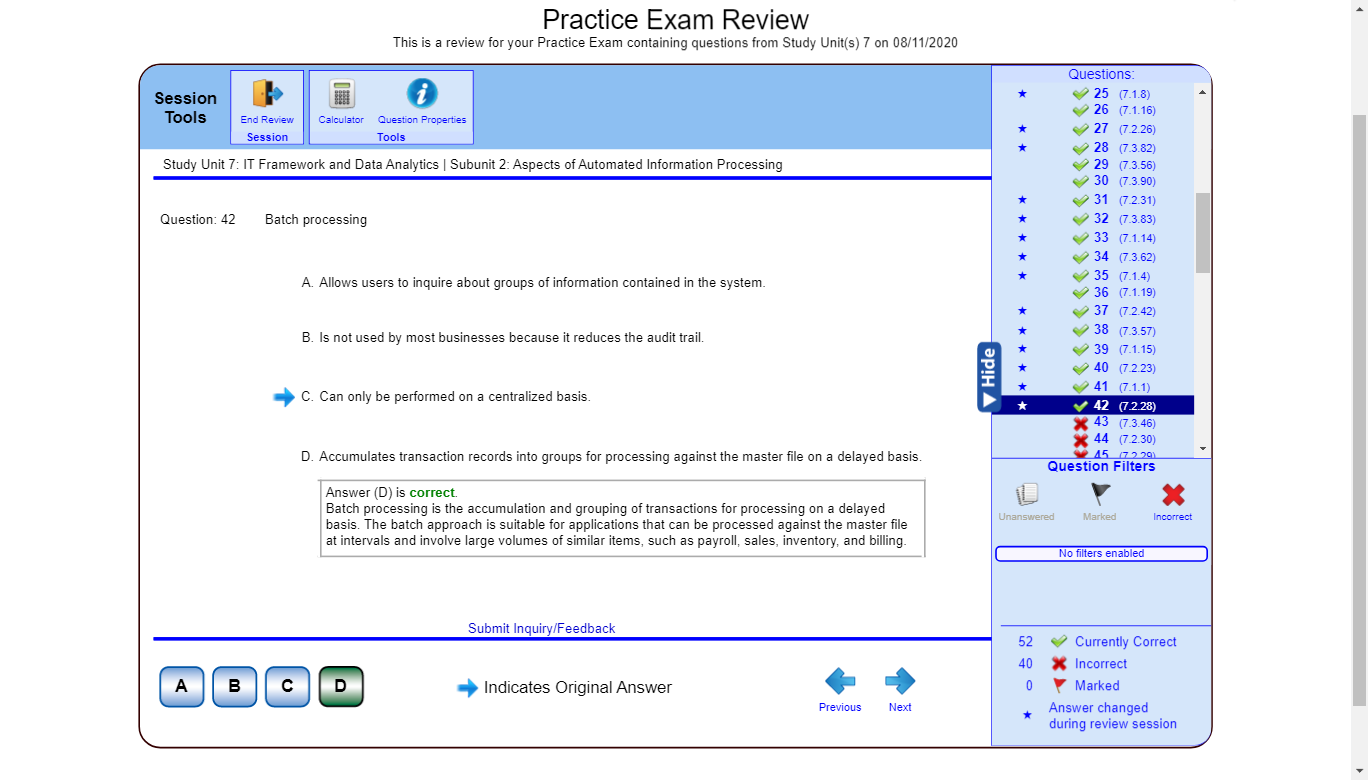 Practice Exam Review
This is a review for your Practice Exam containing questions from Study Unit(s) 7 on 08/11/2020
Session
Tools
End Review
Session
Calculator
Question Properties
Tools
Study Unit 7: IT Framework and Data Analytics | Subunit 2: Aspects of Automated Information Processing
Question: 42 Batch processing
A. Allows users to inquire about groups of information contained in the system.
B. Is not used by most businesses because it reduces the audit trail.
C. Can only be performed on a centralized basis.
D. Accumulates transaction records into groups for processing against the master file on a delayed basis.
Answer (D) is correct.
Batch processing is the accumulation and grouping of transactions for processing on a delayed
basis. The batch approach is suitable for applications that can be processed against the master file
at intervals and involve large volumes of similar items, such as payroll, sales, inventory, and billing.
Submit Inquiry/Feedback
A
B
C
D
Indicates Original Answer
Previous
Next
Hide
Questions:
25 (7.1.8)
26 (7.1.16)
27 (7.2.26)
28 (7.3.82)
29 (7.3.56)
30 (7.3.90)
31 (7.2.31)
32 (7.3.83)
33 (7.1.14)
34 (7.3.62)
35 (7.1.4)
36 (7.1.19)
37 (7.2.42)
38 (7.3.57)
39 (7.1.15)
40 (7.2.23)
41 (7.1.1)
42 (7.2.28)
43 (7.3.46)
44 (7.2.30)
45 (7.2.29)
Question Filters
Unanswered
Marked
Incorrect
No filters enabled
52 Currently Correct
40 Incorrect
0 Marked
Answer changed
during review session